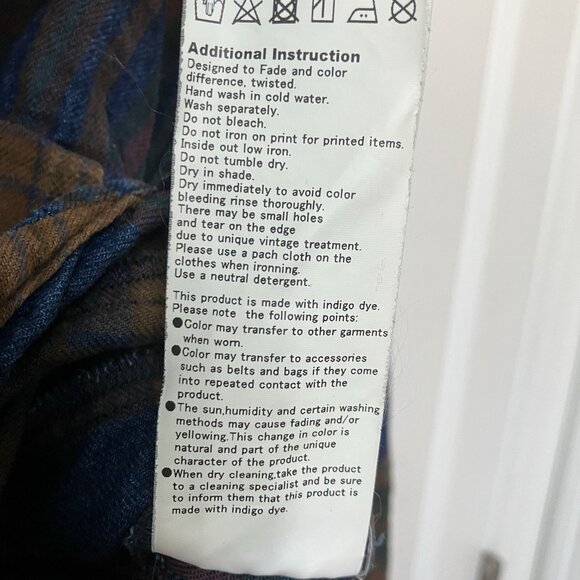 Additional Instruction
Designed to Fade and color
difference, twisted.
Hand wash in cold water.
Wash separately.
Do not bleach.
Do not iron on print for printed items.
Inside out low iron.
Do not tumble dry.
Dry in shade.
Dry immediately to avoid color
bleeding rinse thoroughly.
There may be small holes
and tear on the edge
due to unique vintage treatment.
Please use a pach cloth on the
clothes when ironning.
Use a neutral detergent.
This product is made with indigo dye.
Please note the following points:
●Color may transfer to other garments
when worn.
●Color may transfer to accessories
such as belts and bags if they come
into repeated contact with the
product.
●The sun,humidity and certain washing
methods may cause fading and/or
yellowing.This change in color is
natural and part of the unique
character of the product.
●When dry cleaning,take the product
to a cleaning specialist and be sure
to inform them that this product is
made with indigo dye.